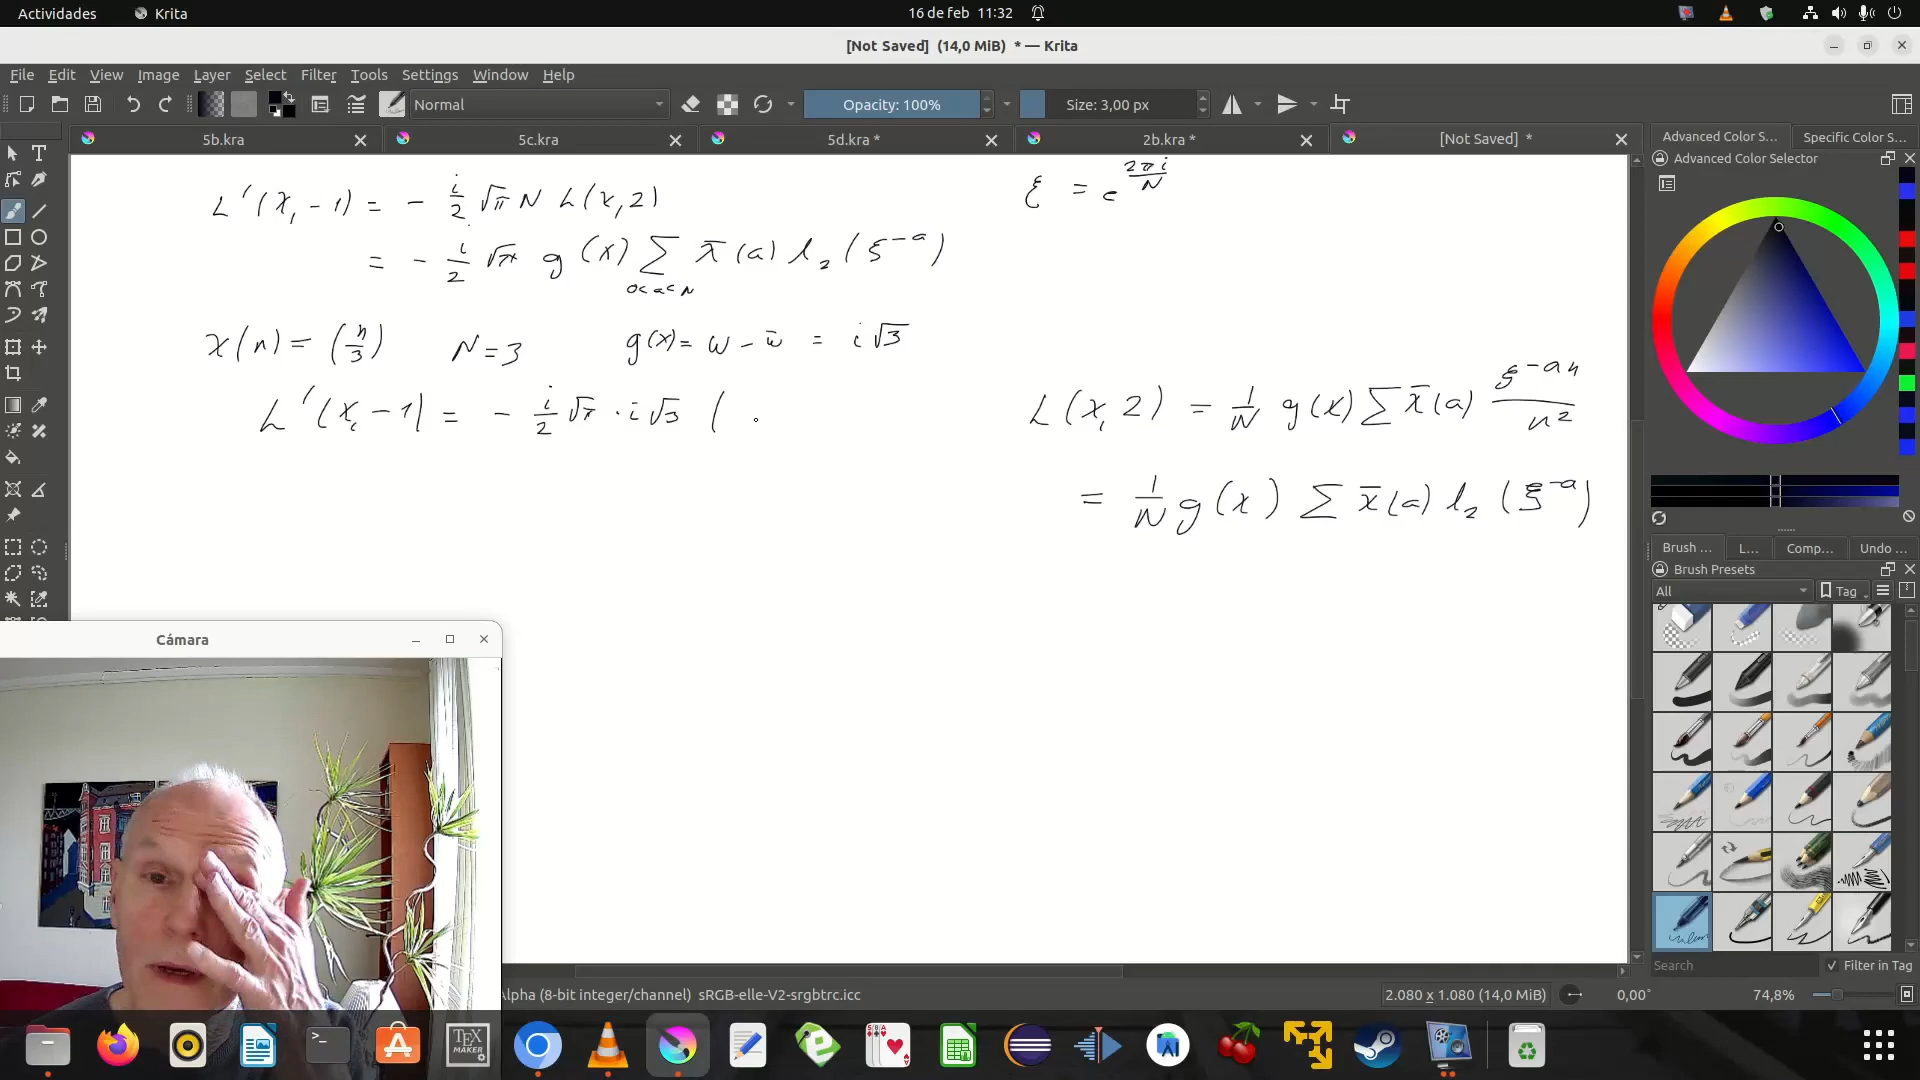 Actividades Krita 16 de feb 11:32
[Not Saved] (14,0 MiB) * — Krita
File Edit View Image Layer Select Filter Tools Settings Window Help
Normal Opacity: 100% Size: 3,00 px
5b.kra 5c.kra 5d.kra * 2b.kra * [Not Saved] *
Advanced Color S... Specific Color S...
Advanced Color Selector
L'(χ, -1) = - i/2 √π N L(χ, 2)
= - i/2 √π g(χ) ∑ χ̄(a) l₂(ξ^-a)
0<a<N
χ(n) = (n/3) N = 3 g(χ) = ω - ω̄ = i√3
L'(χ, -1) = - i/2 √π · i√3 (
ξ = e^(2πi/N)
L(χ, 2) = 1/N g(χ) ∑ χ̄(a) ξ^-an / n²
= 1/N g(χ) ∑ χ̄(a) l₂(ξ^-a)
Brush ... L... Comp... Undo ...
Brush Presets
All Tag
Search Filter in Tag
Cámara
Alpha (8-bit integer/channel) sRGB-elle-V2-srgbtrc.icc 2.080 x 1.080 (14,0 MiB) 0,00° 74,8%
TEX MAKER